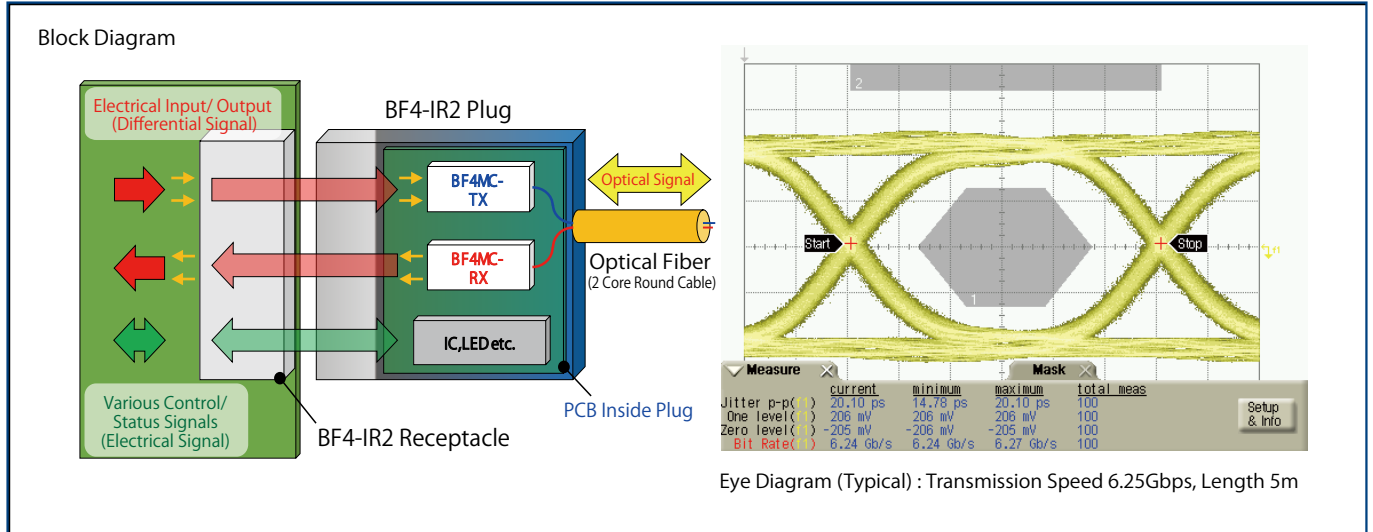 Block Diagram
Electrical Input/ Output
(Differential Signal)
BF4-IR2 Plug
BF4MC-
TX
Optical Signal
BF4MC-
RX
Optical Fiber
(2 Core Round Cable)
IC,LED etc.
Various Control/
Status Signals
(Electrical Signal)
PCB Inside Plug
BF4-IR2 Receptacle
2
Start
Stop
f1
1
Measure
Mask
current minimum maximum total meas
Jitter p-p(f1) 20.10 ps 14.78 ps 20.10 ps 100
One level(f1) 206 mV 206 mV 206 mV 100
Zero level(f1) -205 mV -206 mV -205 mV 100
Bit Rate(f1) 6.24 Gb/s 6.24 Gb/s 6.27 Gb/s 100
Setup
& Info
Eye Diagram (Typical) : Transmission Speed 6.25Gbps, Length 5m